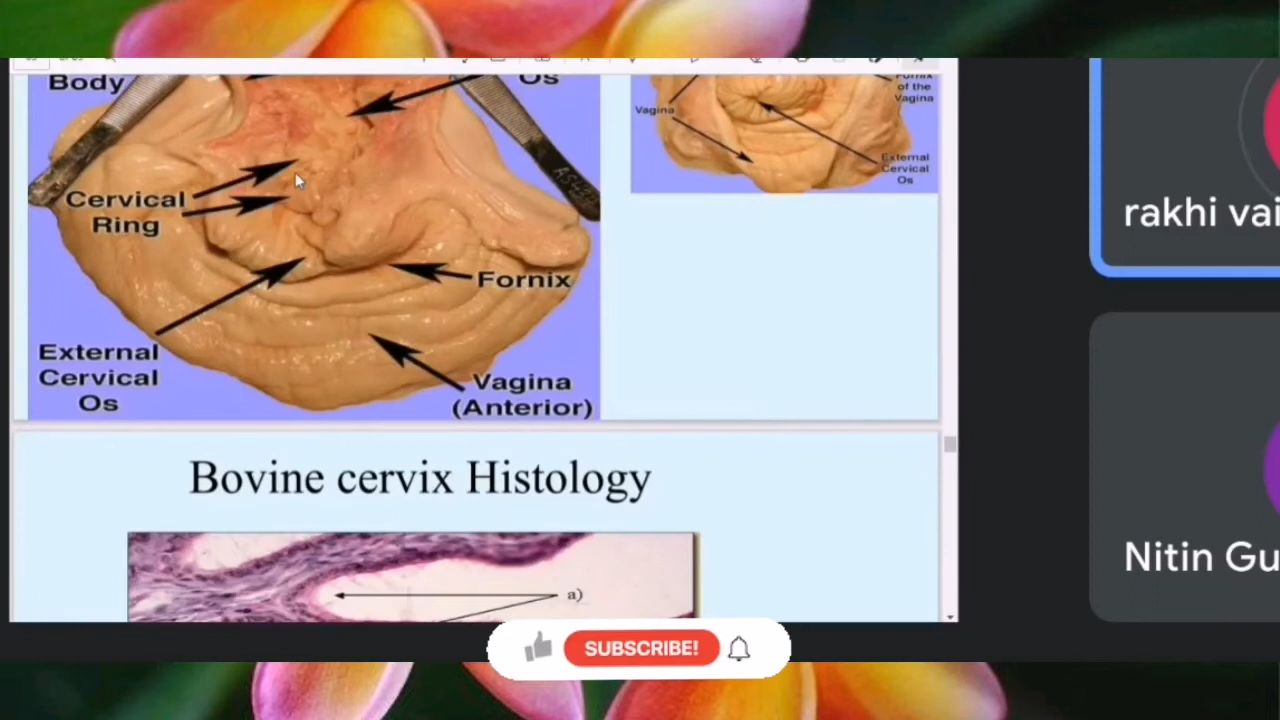 Body
Os
Cervical
Ring
Fornix
External
Cervical
Os
Vagina
(Anterior)
Fornix
of the
Vagina
Vagina
External
Cervical
Os
Bovine cervix Histology
a)
rakhi vai
Nitin Gu
SUBSCRIBE!